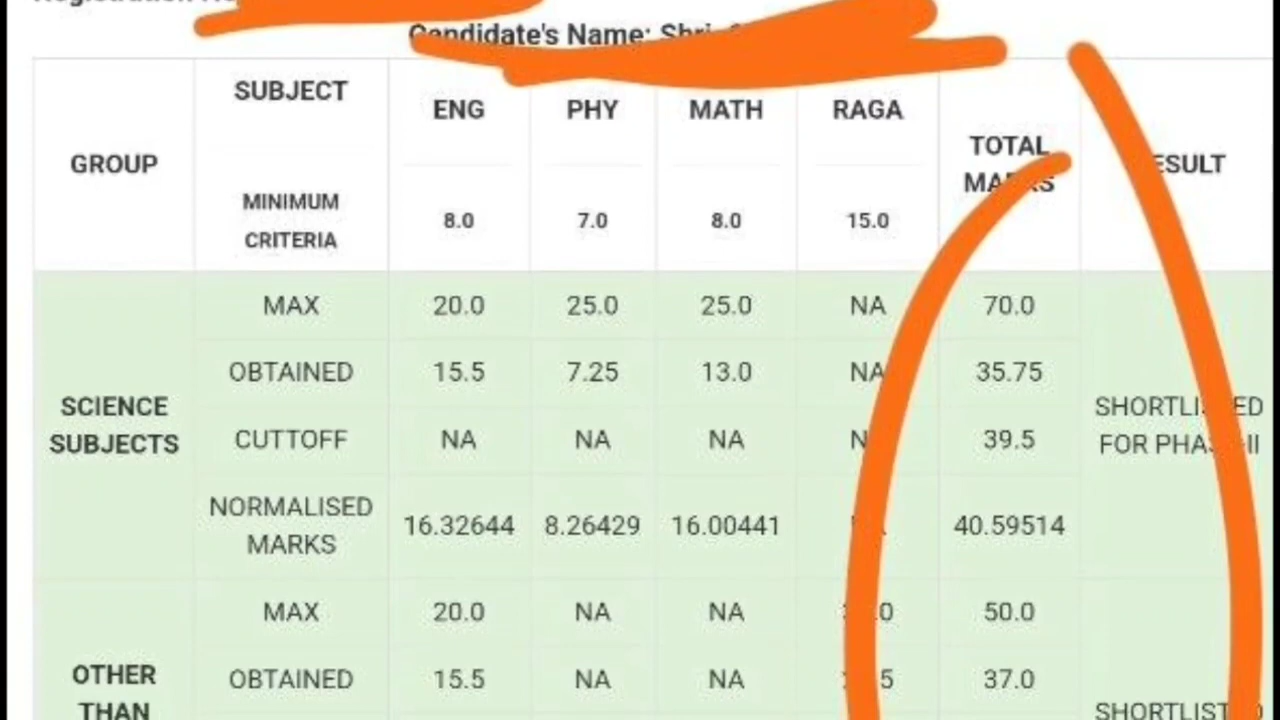 Candidate's Name: Shri
GROUP SUBJECT ENG PHY MATH RAGA TOTAL
MINIMUM CRITERIA 8.0 7.0 8.0 15.0
SCIENCE SUBJECTS
MAX 20.0 25.0 25.0 NA 70.0
OBTAINED 15.5 7.25 13.0 NA 35.75
CUTTOFF NA NA NA 39.5
NORMALISED MARKS 16.32644 8.26429 16.00441 40.59514
FOR
OTHER THAN
MAX 20.0 NA NA 50.0
OBTAINED 15.5 NA NA 37.0